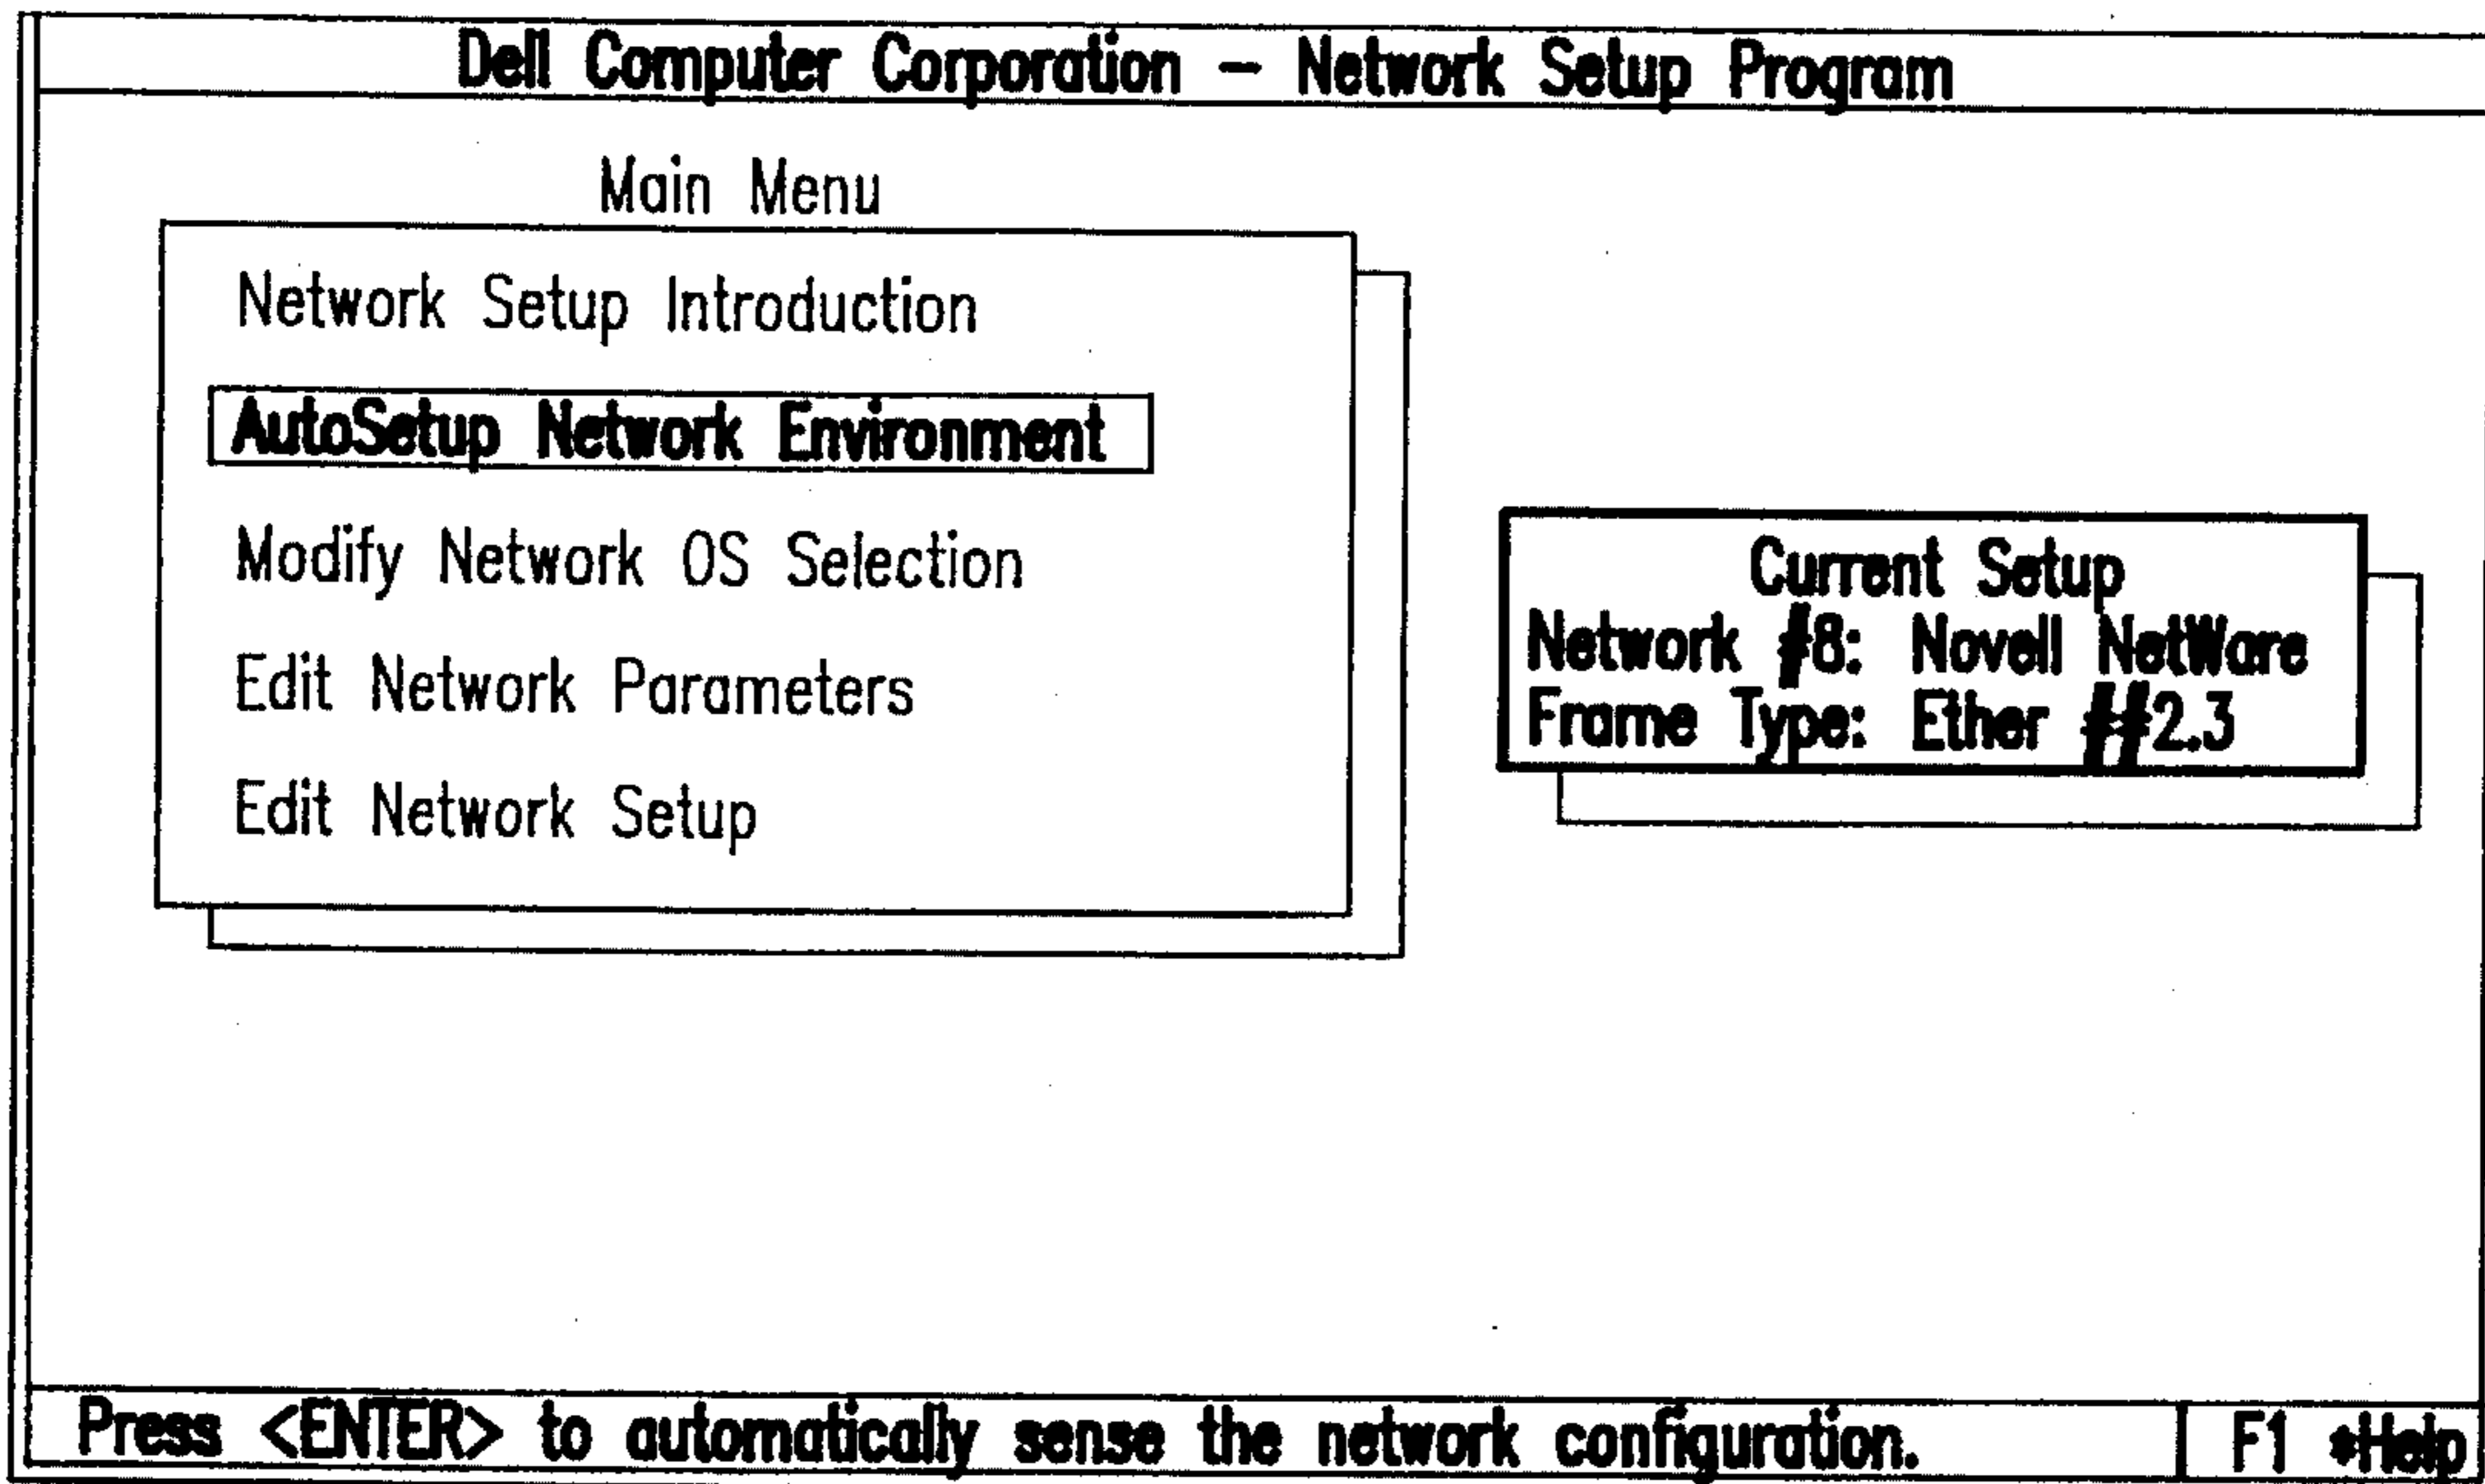 Dell Computer Corporation – Network Setup Program
Main Menu
Network Setup Introduction
AutoSetup Network Environment
Modify Network OS Selection
Edit Network Parameters
Edit Network Setup
Current Setup
Network #8: Novell NetWare
Frame Type: Ether ##2.3
Press <ENTER> to automatically sense the network configuration.
F1 *Help